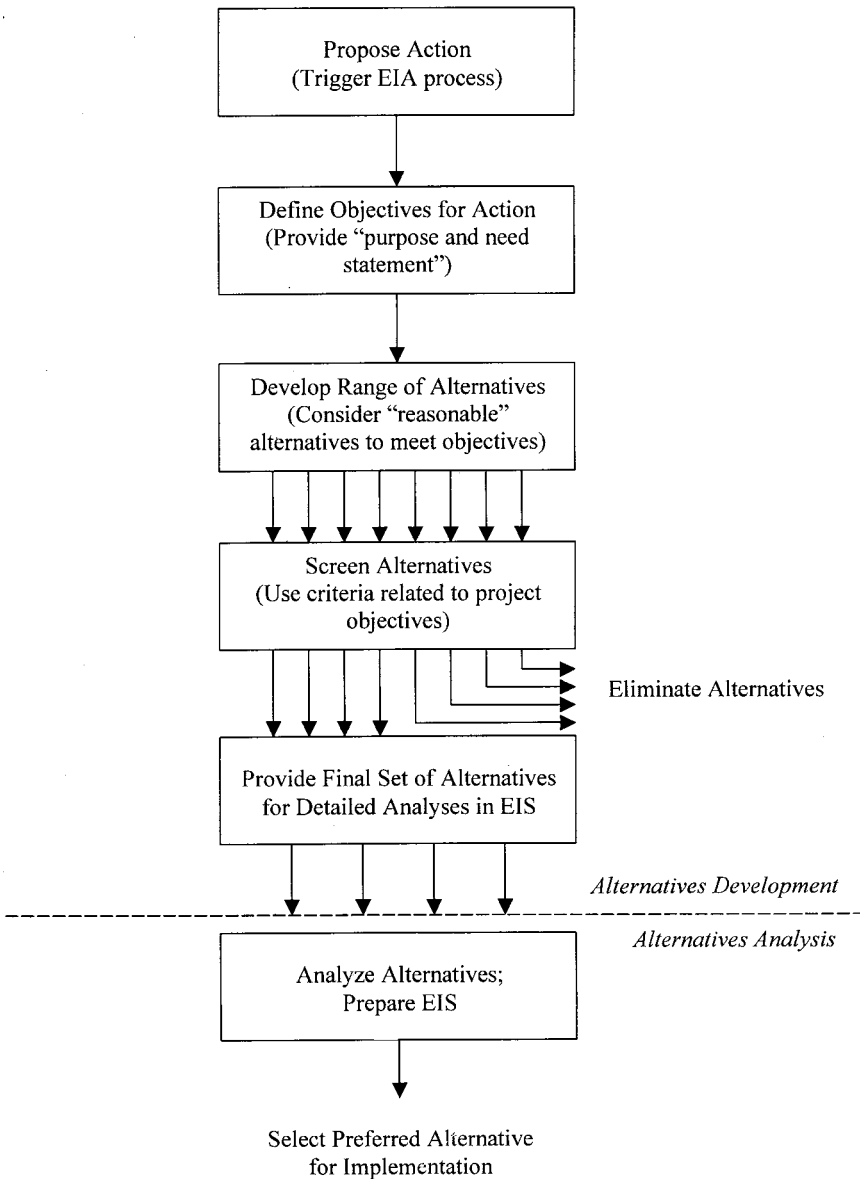 Propose Action
(Trigger EIA process)
Define Objectives for Action
(Provide “purpose and need
statement”)
Develop Range of Alternatives
(Consider “reasonable”
alternatives to meet objectives)
Screen Alternatives
(Use criteria related to project
objectives)
Eliminate Alternatives
Provide Final Set of Alternatives
for Detailed Analyses in EIS
Alternatives Development
Alternatives Analysis
Analyze Alternatives;
Prepare EIS
Select Preferred Alternative
for Implementation